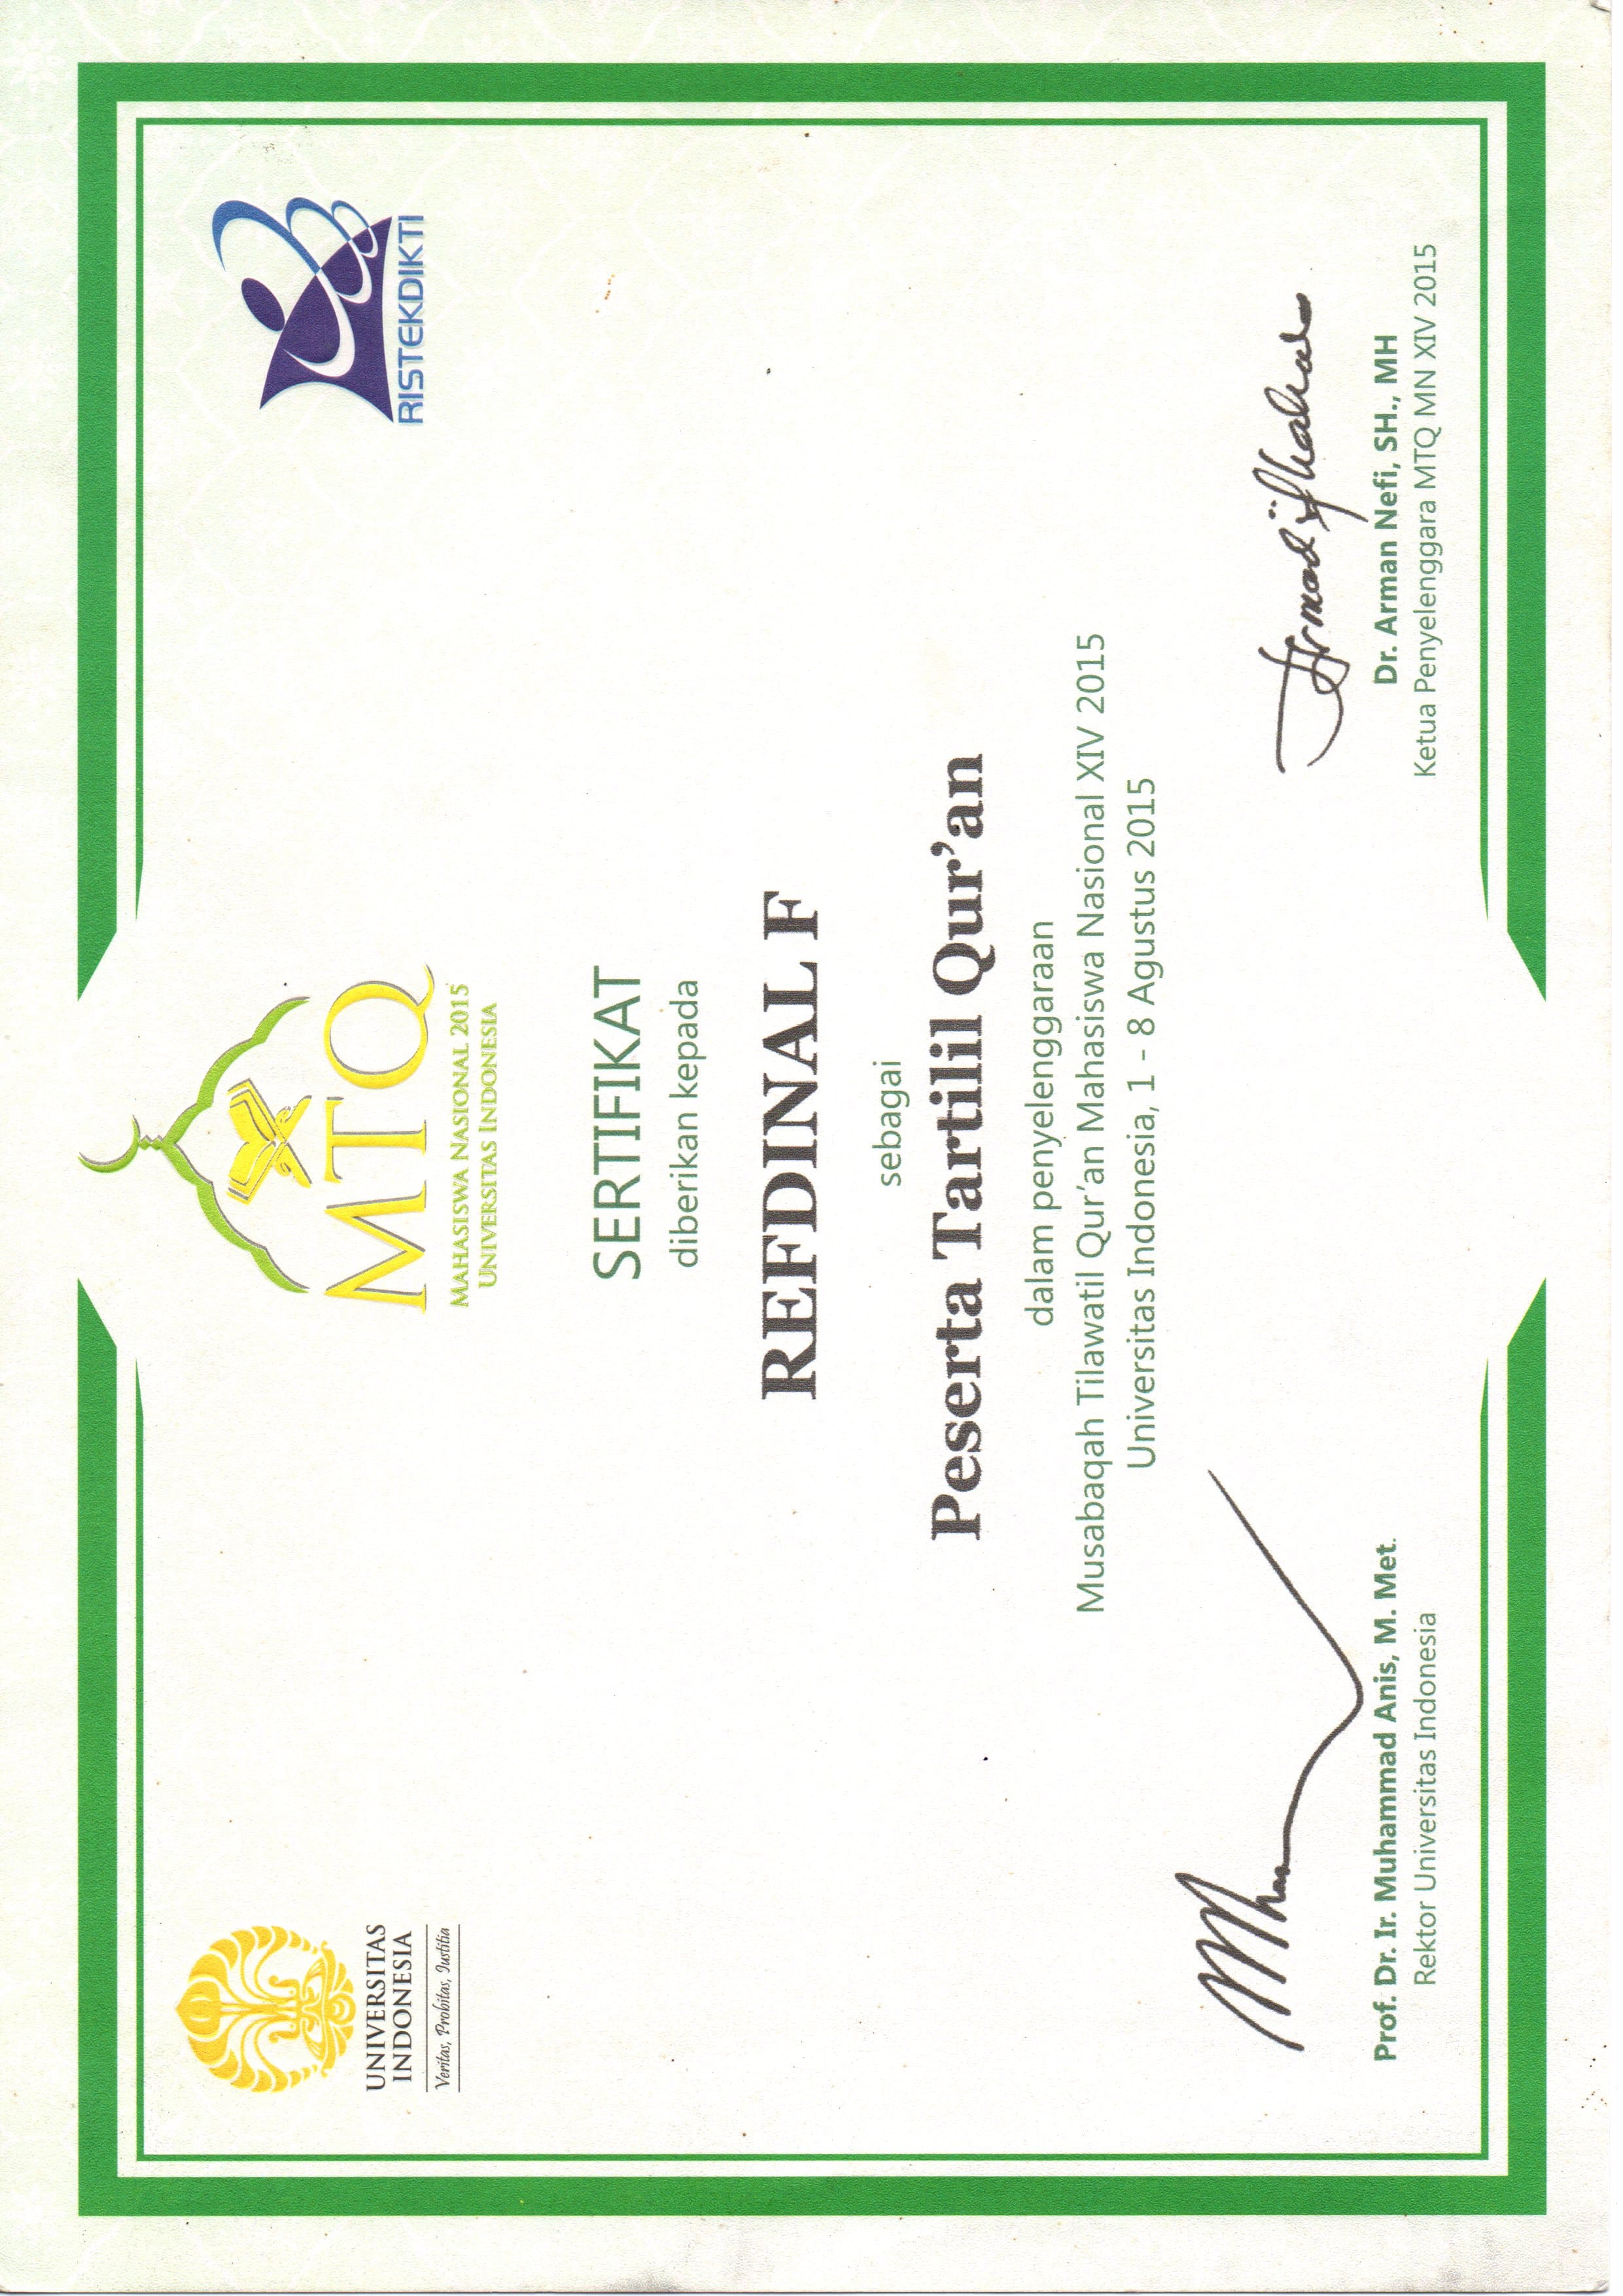 UNIVERSITAS
INDONESIA
Veritas, Probitas, Justitia
MTQ
MAHASISWA NASIONAL 2015
UNIVERSITAS INDONESIA
RISTEKDIKTI
SERTIFIKAT
diberikan kepada
REFDINAL F
sebagai
Peserta Tartilil Qur'an
dalam penyelenggaraan
Musabaqah Tilawatil Qur'an Mahasiswa Nasional XIV 2015
Universitas Indonesia, 1 - 8 Agustus 2015
Prof. Dr. Ir. Muhammad Anis, M. Met.
Rektor Universitas Indonesia
Dr. Arman Nefi, SH., MH
Ketua Penyelenggara MTQ MN XIV 2015